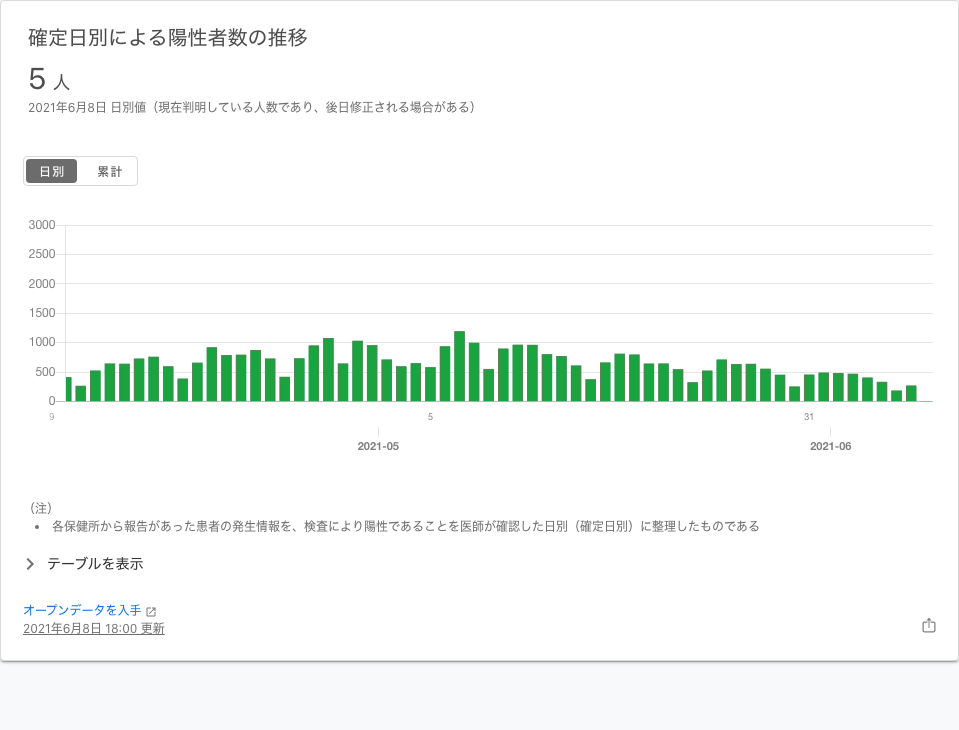 確定日別による陽性者数の推移
5 人
2021年6月8日 日別値（現在判明している人数であり、後日修正される場合がある）
日別 累計
3000
2500
2000
1500
1000
500
0
9 5 31
2021-05 2021-06
（注）
• 各保健所から報告があった患者の発生情報を、検査により陽性であることを医師が確認した日別（確定日別）に整理したものである
テーブルを表示
オープンデータを入手
2021年6月8日 18:00 更新